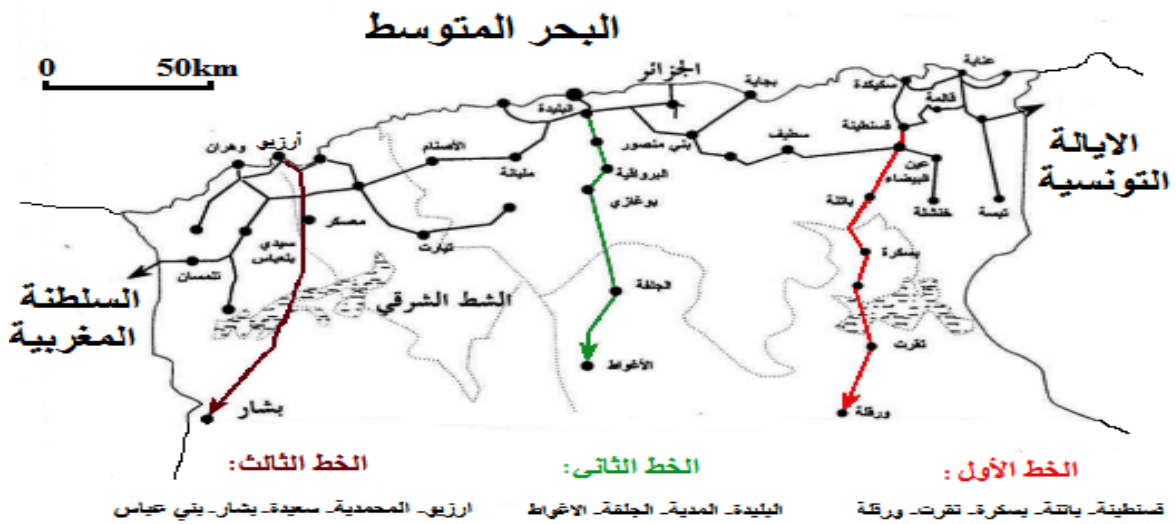 البحر المتوسط
0 50km
الجزائر
عنابة
سكيكدة
قالمة
بجاية
البليدة
قسنطينة
سطيف
بني منصور
الايالة
التونسية
عين
البيضاء
أرزيو
وهران
الأصنام
مليانة
البرواقية
بوغازي
باتنة
خنشلة
تبسة
معسكر
سيدي
بلعباس
تيارت
تلمسان
بسكرة
السلطنة
المغربية
الشط الشرقي
الجلفة
تقرت
الأغواط
بشار
ورقلة
الخط الأول:
الخط الثاني:
الخط الثالث:
قسنطينة- باتنة- بسكرة- تقرت- ورقلة
البليدة- المدية- الجلفة- الاغواط
ارزيو- المحمدية- سعيدة- بشار- بني عباس